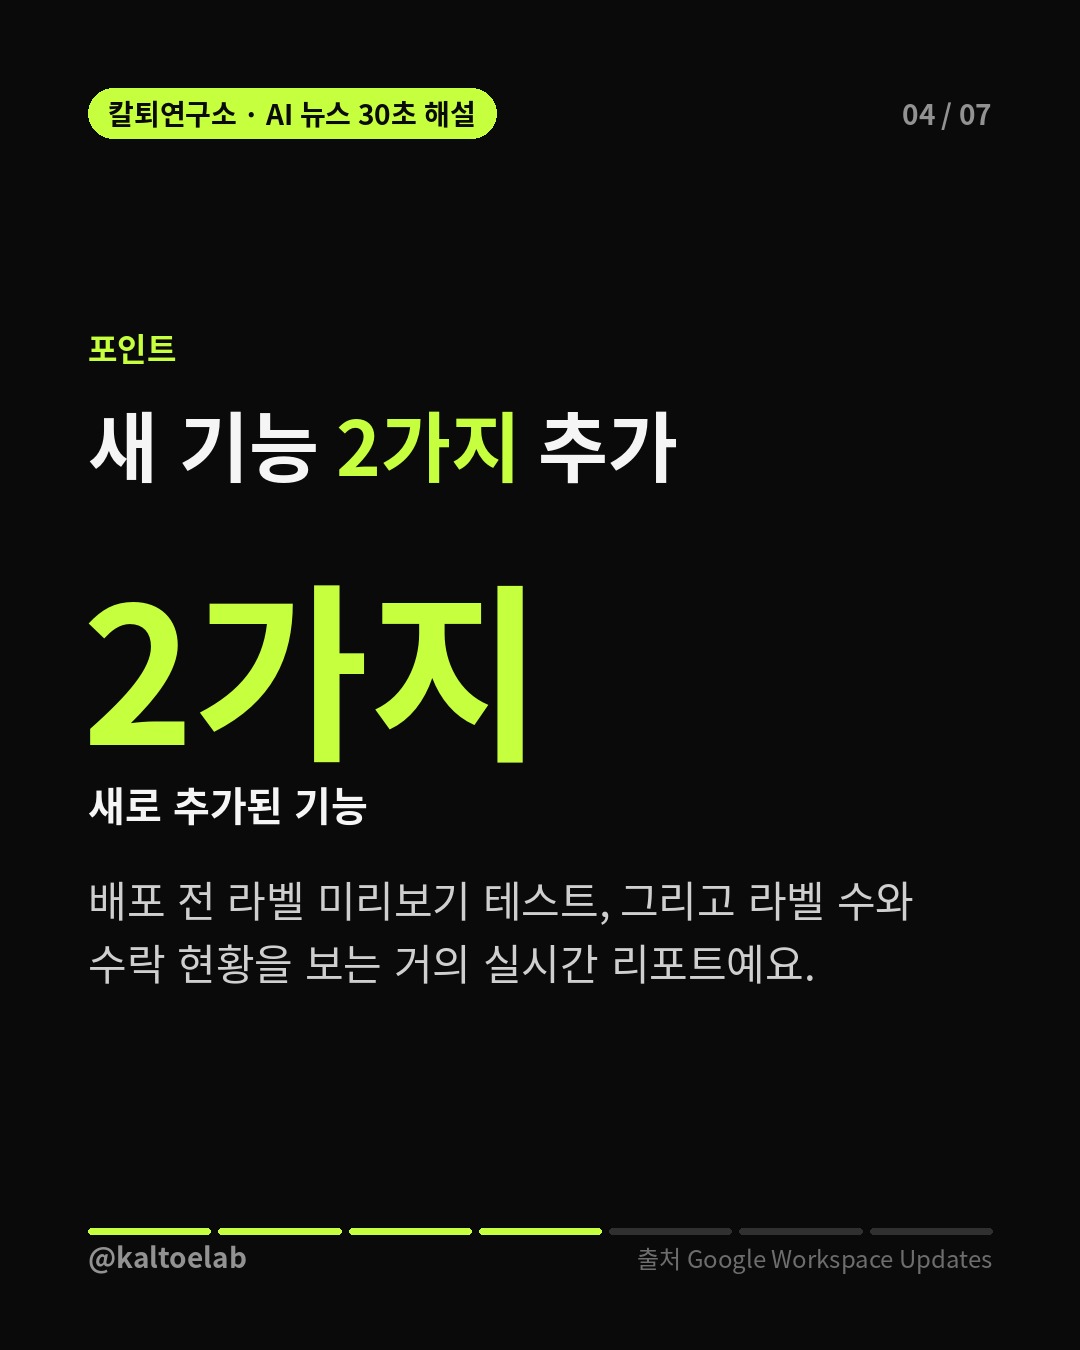 칼퇴연구소 · AI 뉴스 30초 해설
04 / 07
포인트
새 기능 2가지 추가
2가지
새로 추가된 기능
배포 전 라벨 미리보기 테스트, 그리고 라벨 수와
수락 현황을 보는 거의 실시간 리포트예요.
@kaltoelab
출처 Google Workspace Updates